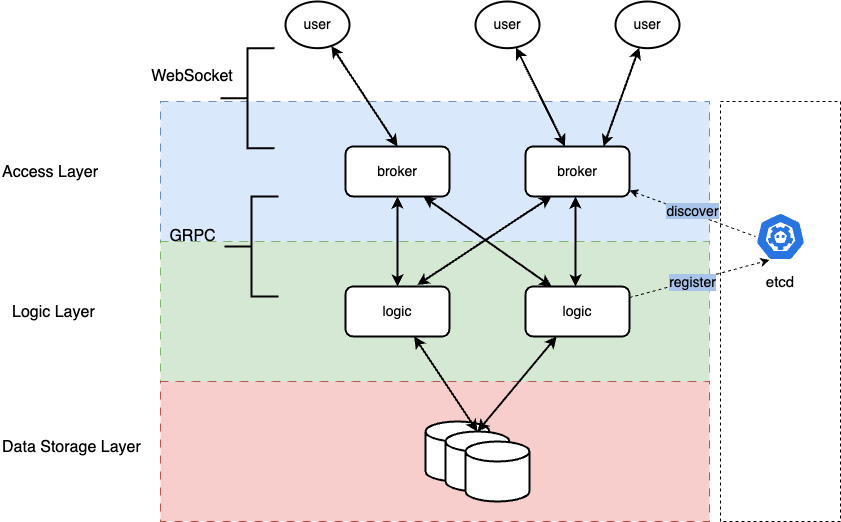 user
user
user
WebSocket
Access Layer
broker
broker
discover
GRPC
etcd
register
Logic Layer
logic
logic
Data Storage Layer